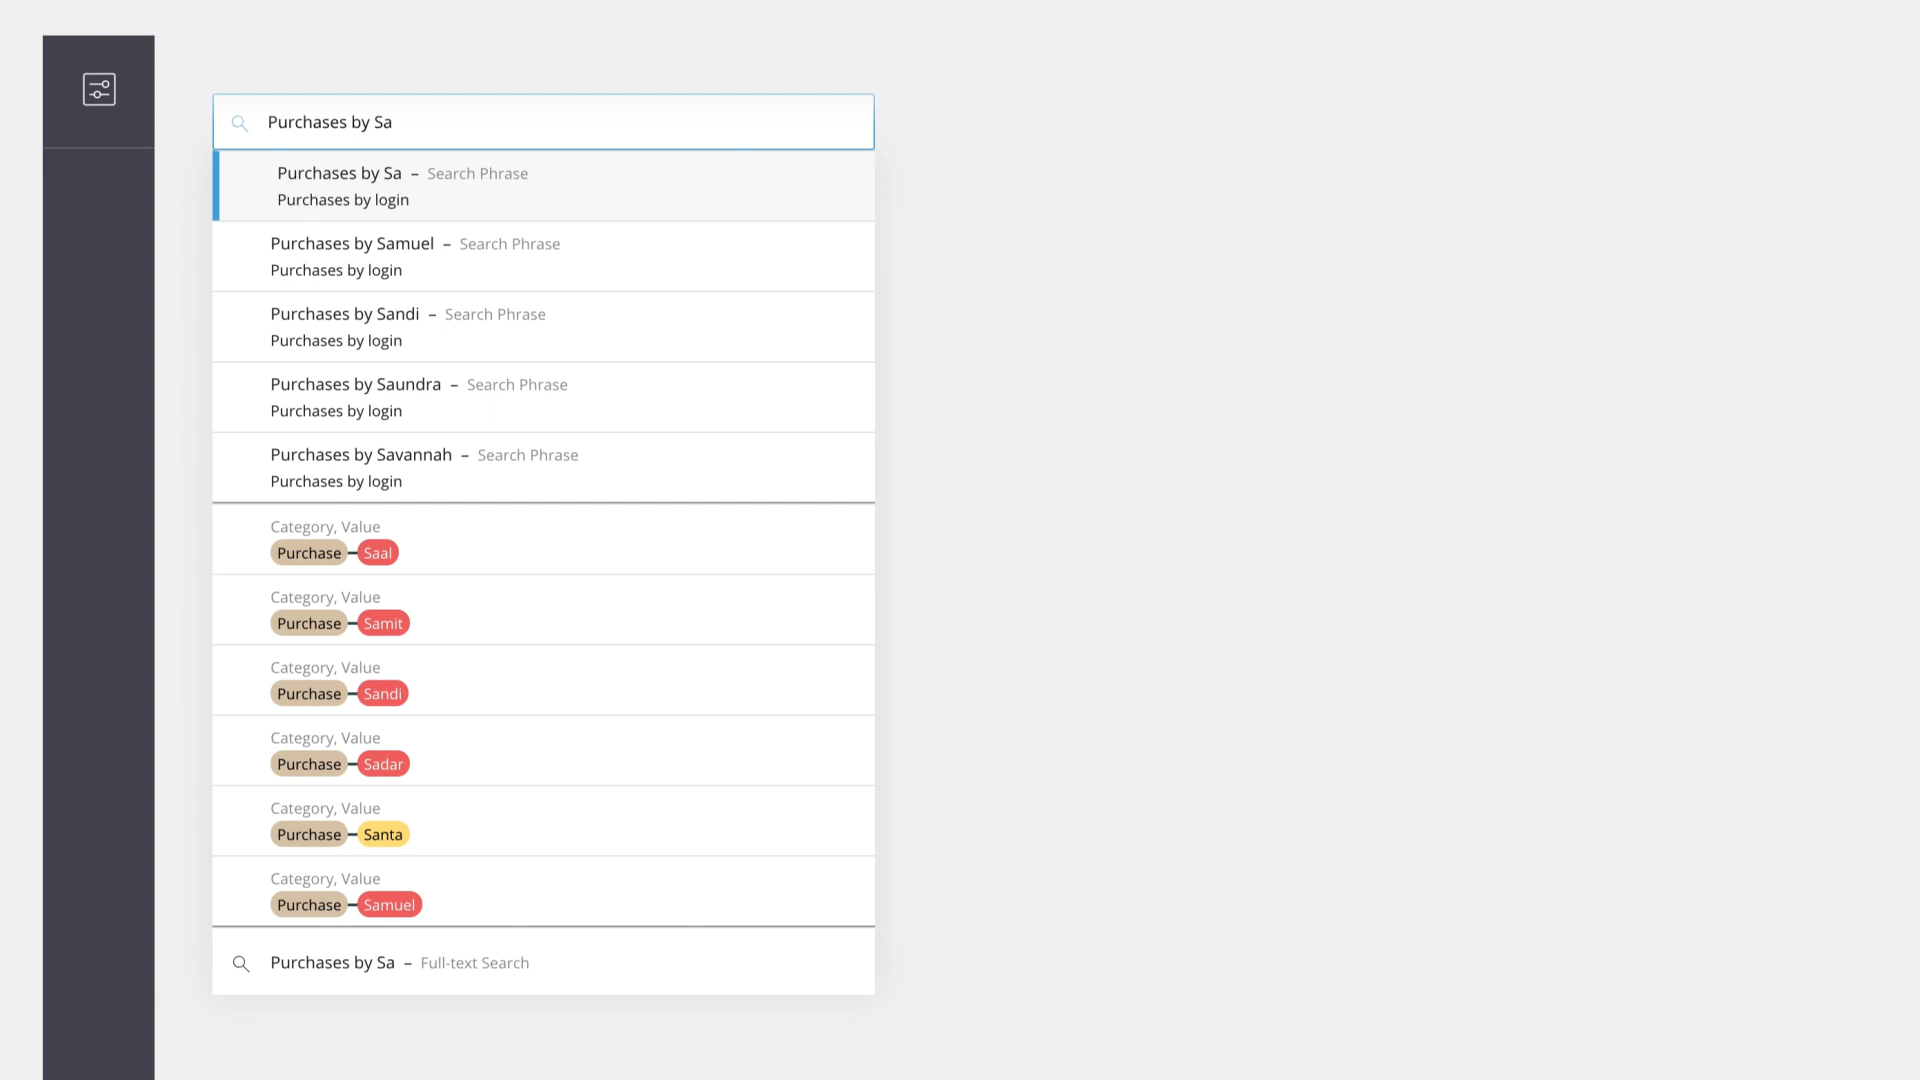 Purchases by Sa
Purchases by Sa – Search Phrase
Purchases by login
Purchases by Samuel – Search Phrase
Purchases by login
Purchases by Sandi – Search Phrase
Purchases by login
Purchases by Saundra – Search Phrase
Purchases by login
Purchases by Savannah – Search Phrase
Purchases by login
Category, Value
Purchase – Saal
Category, Value
Purchase – Samit
Category, Value
Purchase – Sandi
Category, Value
Purchase – Sadar
Category, Value
Purchase – Santa
Category, Value
Purchase – Samuel
Purchases by Sa – Full-text Search